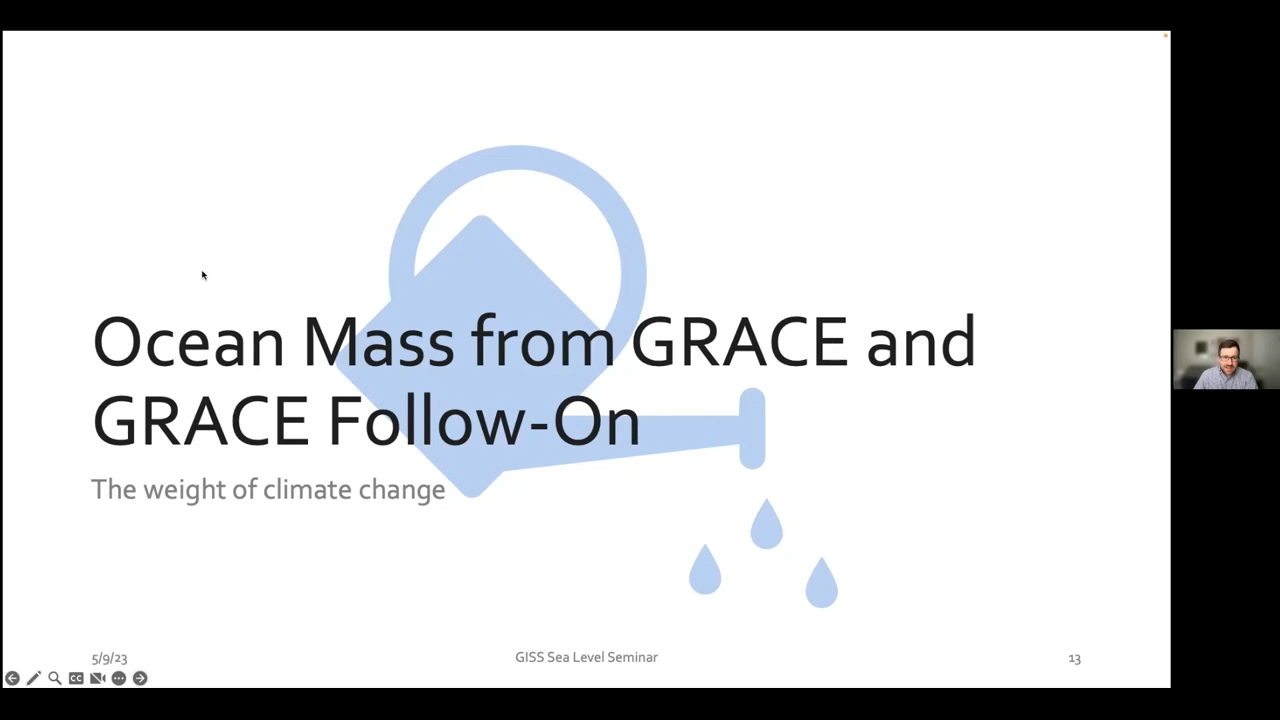 Ocean Mass from GRACE and
GRACE Follow-On
The weight of climate change
5/9/23
GISS Sea Level Seminar
13
CC